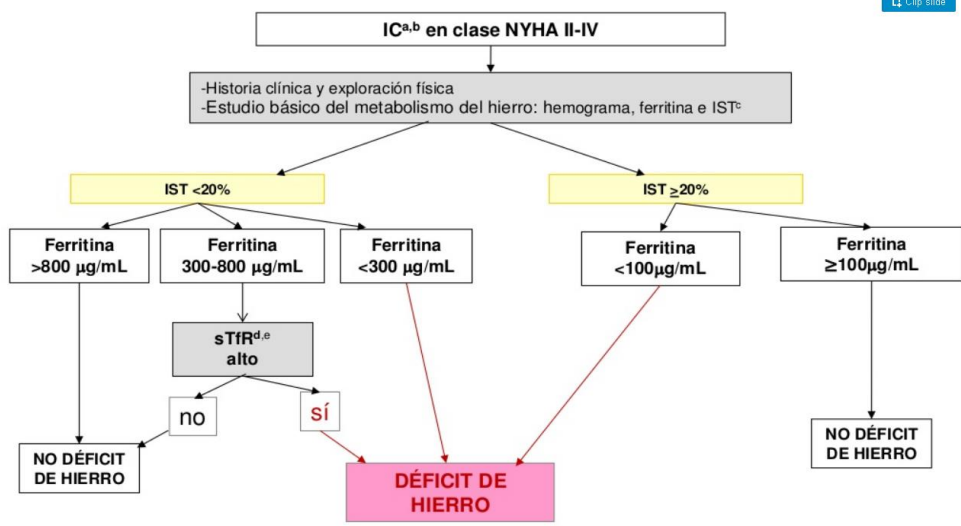 Clip slide
ICa,b en clase NYHA II-IV
-Historia clínica y exploración física
-Estudio básico del metabolismo del hierro: hemograma, ferritina e ISTc
IST <20%
IST ≥20%
Ferritina
>800 µg/mL
Ferritina
300-800 µg/mL
Ferritina
<300 µg/mL
Ferritina
<100µg/mL
Ferritina
≥100µg/mL
sTfRd,e
alto
no
sí
NO DÉFICIT
DE HIERRO
DÉFICIT DE
HIERRO
NO DÉFICIT
DE HIERRO